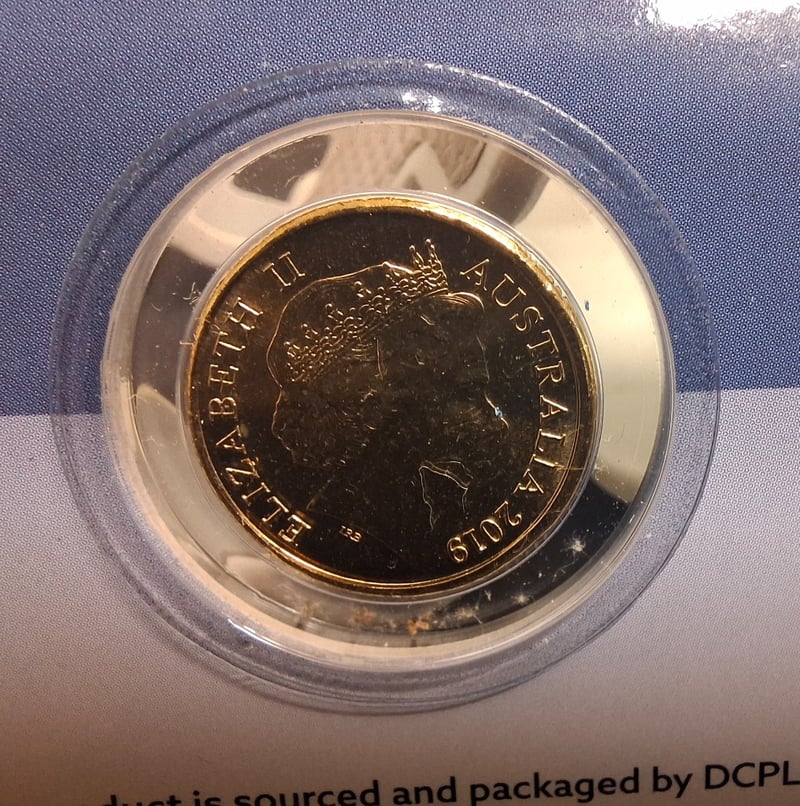 ELIZABETH II
AUSTRALIA 2019
IRB
duct is sourced and packaged by DCPL